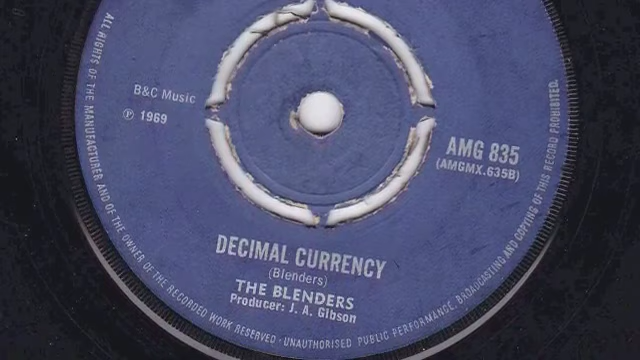 B&C Music
℗ 1969
AMG 835
(AMGMX.635B)
DECIMAL CURRENCY
(Blenders)
THE BLENDERS
Producer: J. A. Gibson
ALL RIGHTS OF THE MANUFACTURER AND OF THE OWNER OF THE RECORDED WORK RESERVED · UNAUTHORISED PUBLIC PERFORMANCE, BROADCASTING AND COPYING OF THIS RECORD PROHIBITED.